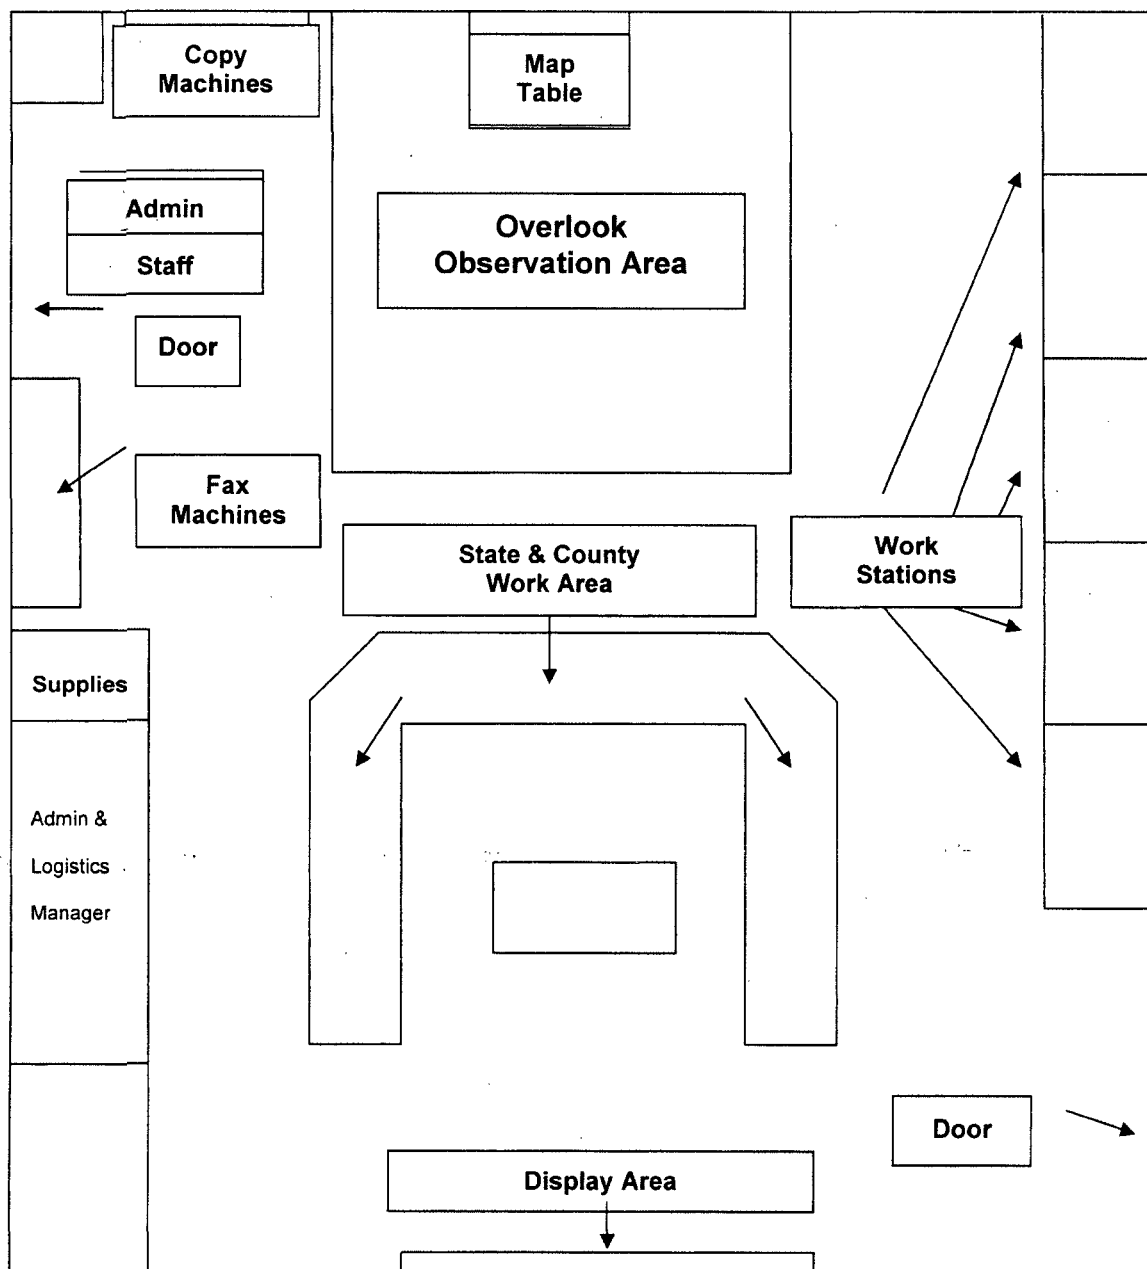 Copy
Machines
Map
Table
Admin
Staff
Overlook
Observation Area
Door
Fax
Machines
State & County
Work Area
Work
Stations
Supplies
Admin &
Logistics
Manager
Door
Display Area